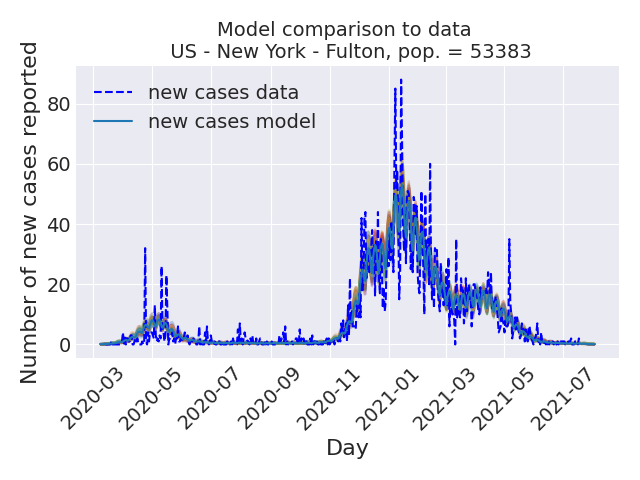 Model comparison to data
US - New York - Fulton, pop. = 53383
Number of new cases reported
new cases data
new cases model
80
60
40
20
0
2020-03
2020-05
2020-07
2020-09
2020-11
2021-01
2021-03
2021-05
2021-07
Day